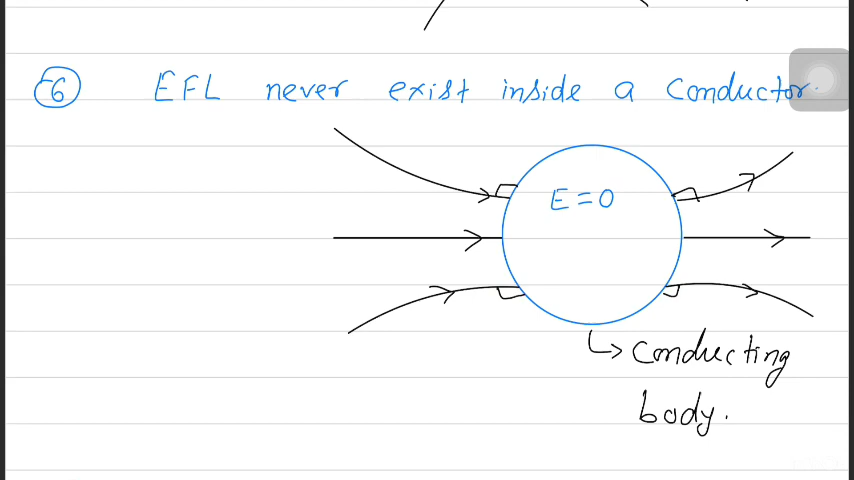 6 EFL never exist inside a conductor.
E=0
↳ conducting
body.